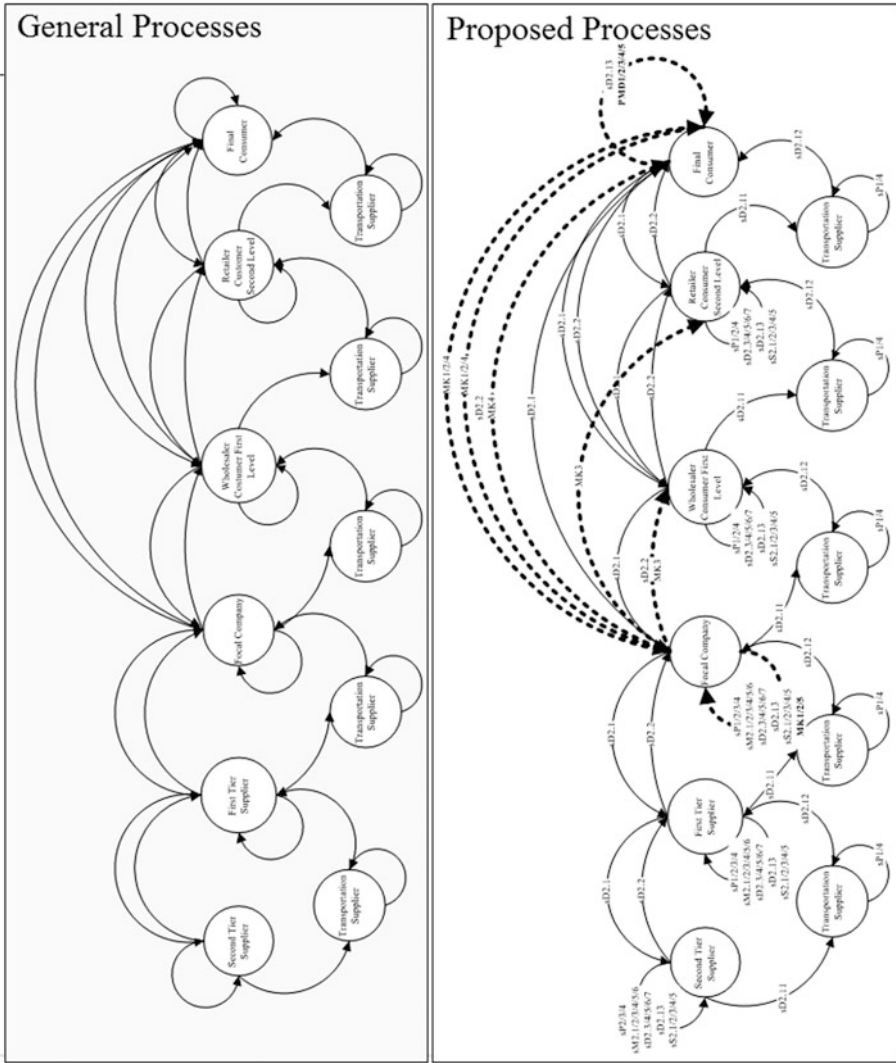 General Processes
Final
Consumer
Transportation
Supplier
Retailer
Customer
Second Level
Transportation
Supplier
Wholesaler
Costumer First
Level
Transportation
Supplier
Focal Company
Transportation
Supplier
First Tier
Supplier
Transportation
Supplier
Second Tier
Supplier
Proposed Processes
sD2.13
PMD1/2/3/4/5
Final
Consumer
sD2.12
sP1/4
Transportation
Supplier
sD2.11
sD2.1
sD2.2
Retailer
Consumer
Second Level
sP1/2/4
sD2.3/4/5/6/7
sD2.13
sS2.1/2/3/4/5
sD2.12
sP1/4
Transportation
Supplier
sD2.11
sD2.1
sD2.2
MK1/2/4
MK1/2/4
sD2.2
MK4
sD2.1
MK3
sD2.2
Wholesaler
Consumer First
Level
sP1/2/4
sD2.3/4/5/6/7
sD2.13
sS2.1/2/3/4/5
sD2.12
sP1/4
Transportation
Supplier
sD2.11
sD2.1
sD2.2
MK3
Focal Company
sP1/2/3/4
sM2.1/2/3/4/5/6
sD2.3/4/5/6/7
sD2.13
sS2.1/2/3/4/5
MK1/2/5
sD2.12
sP1/4
Transportation
Supplier
sD2.11
sD2.1
sD2.2
First Tier
Supplier
sP1/2/3/4
sM2.1/2/3/4/5/6
sD2.3/4/5/6/7
sD2.13
sS2.1/2/3/4/5
sD2.12
sP1/4
Transportation
Supplier
sD2.11
sD2.1
sD2.2
Second Tier
Supplier
sP2/3/4
sM2.1/2/3/4/5/6
sD2.3/4/5/6/7
sD2.13
sS2.1/2/3/4/5